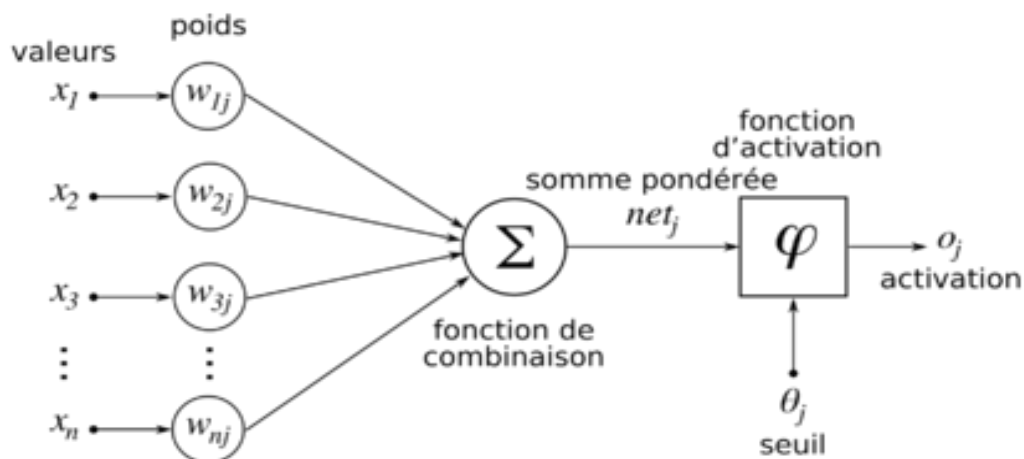 poids
valeurs
x₁
w₁ⱼ
x₂
w₂ⱼ
x₃
w₃ⱼ
⋮
⋮
xₙ
wₙⱼ
Σ
fonction de
combinaison
somme pondérée
netⱼ
fonction
d'activation
φ
oⱼ
activation
θⱼ
seuil